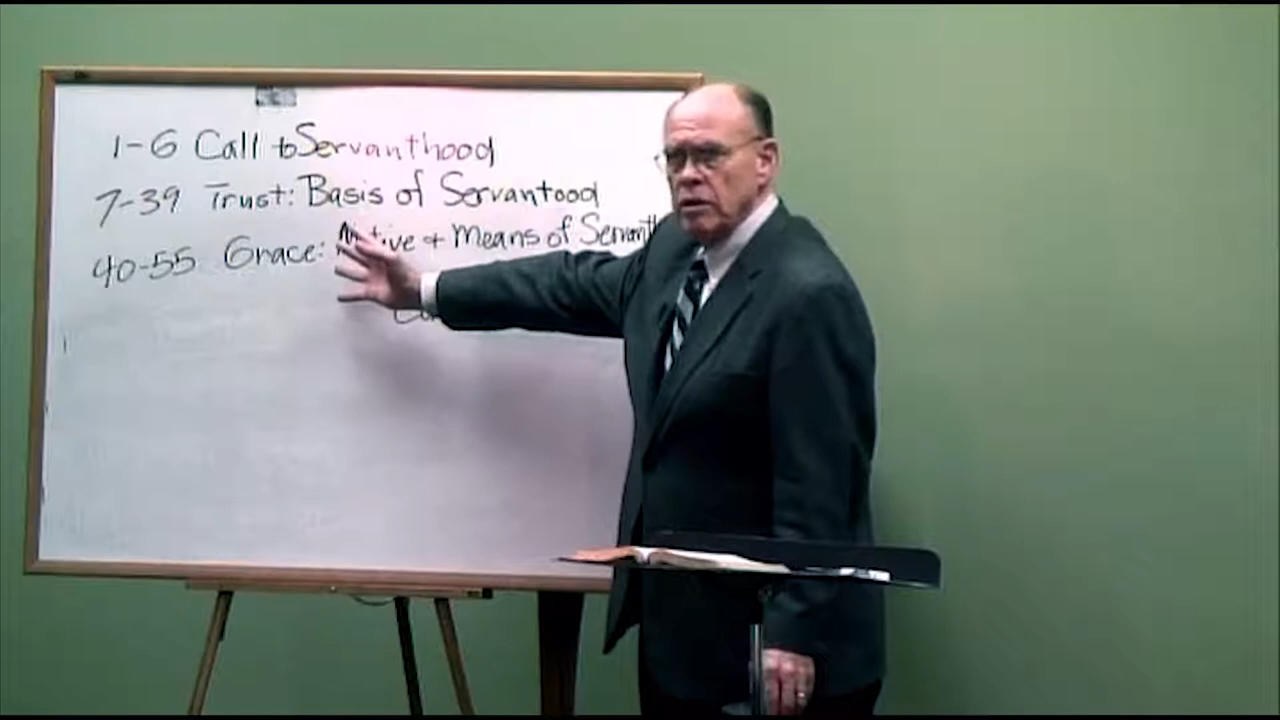 1-6 Call to Servanthood
7-39 Trust: Basis of Servantood
40-55 Grace: + Means of